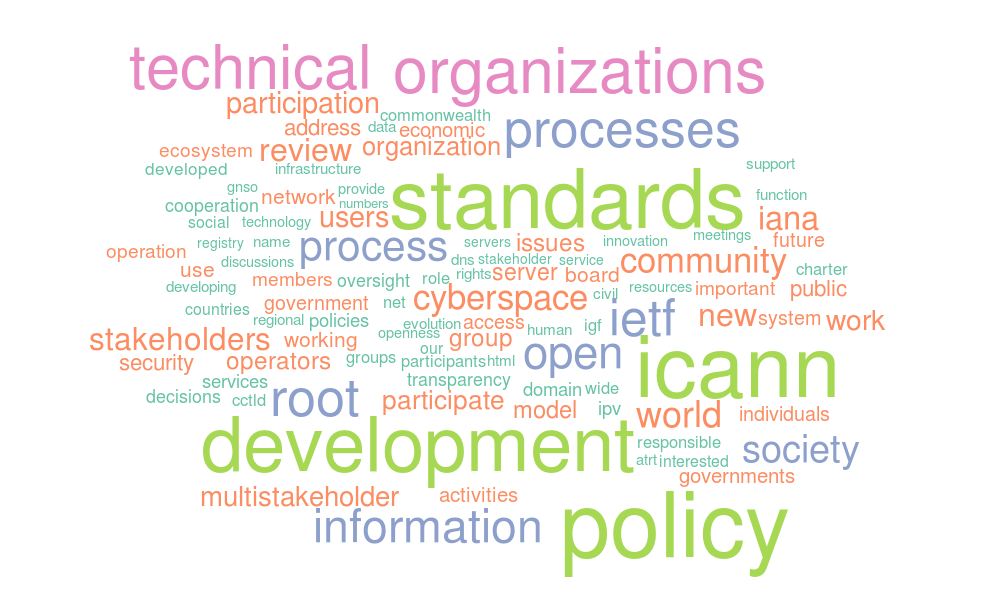 technical organizations
participation
commonwealth
address data economic processes
ecosystem review organization
developed infrastructure support
gnso network provide standards function
cooperation numbers
social technology users iana
registry name process servers issues innovation meetings future
operation
discussions dns stakeholder service community
use members oversight role rights server board charter
developing resources important public
countries government net cyberspace civil
regional policies evolution access human igf ietf new system work
stakeholders working openness group
our open icann
security operators groups participants html
services transparency
decisions cctld root participate domain wide
model ipv world individuals
development responsible society
atrt interested
governments
multistakeholder activities
information policy